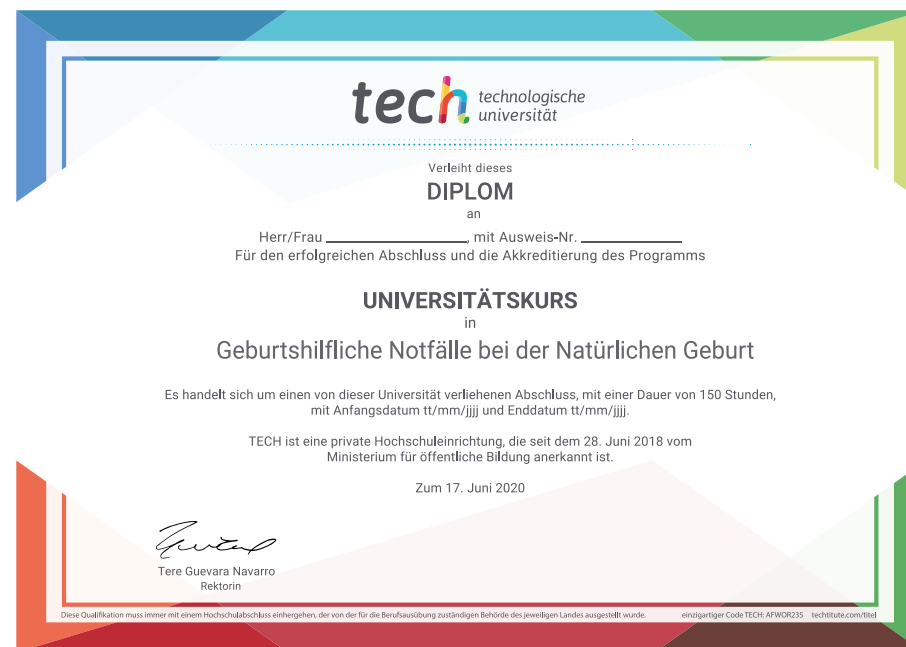 tech technologische
universität
Verleiht dieses
DIPLOM
an
Herr/Frau ____________________, mit Ausweis-Nr. ______________
Für den erfolgreichen Abschluss und die Akkreditierung des Programms
UNIVERSITÄTSKURS
in
Geburtshilfliche Notfälle bei der Natürlichen Geburt
Es handelt sich um einen von dieser Universität verliehenen Abschluss, mit einer Dauer von 150 Stunden,
mit Anfangsdatum tt/mm/jjjj und Enddatum tt/mm/jjjj.
TECH ist eine private Hochschuleinrichtung, die seit dem 28. Juni 2018 vom
Ministerium für öffentliche Bildung anerkannt ist.
Zum 17. Juni 2020
Tere Guevara Navarro
Rektorin
Diese Qualifikation muss immer mit einem Hochschulabschluss einhergehen, der von der für die Berufsausübung zuständigen Behörde des jeweiligen Landes ausgestellt wurde. einzigartiger Code TECH: AFWOR235 techtitute.com/titel